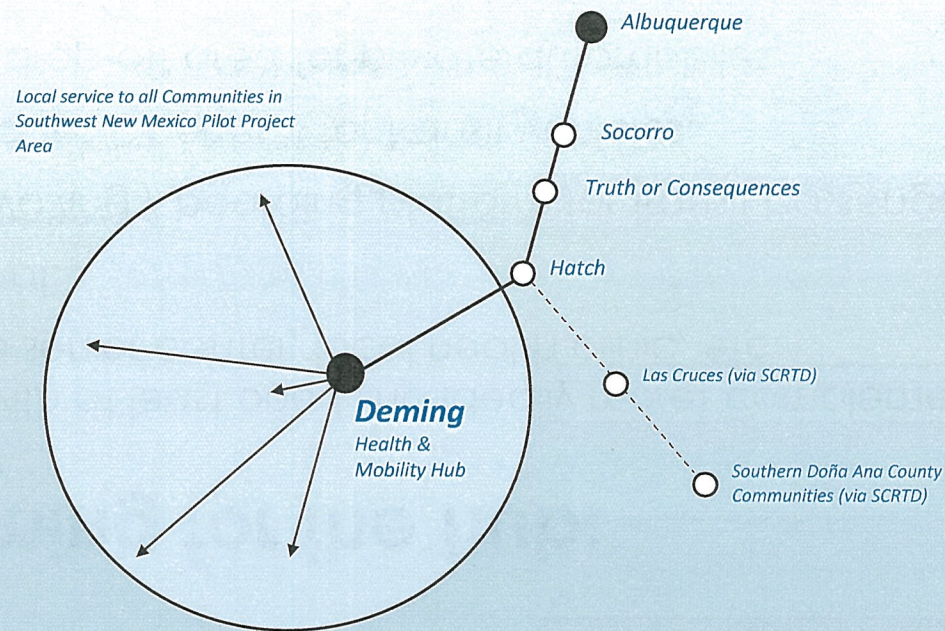 Albuquerque
Local service to all Communities in
Southwest New Mexico Pilot Project
Area
Socorro
Truth or Consequences
Hatch
Las Cruces (via SCRTD)
Deming
Health &
Mobility Hub
Southern Doña Ana County
Communities (via SCRTD)